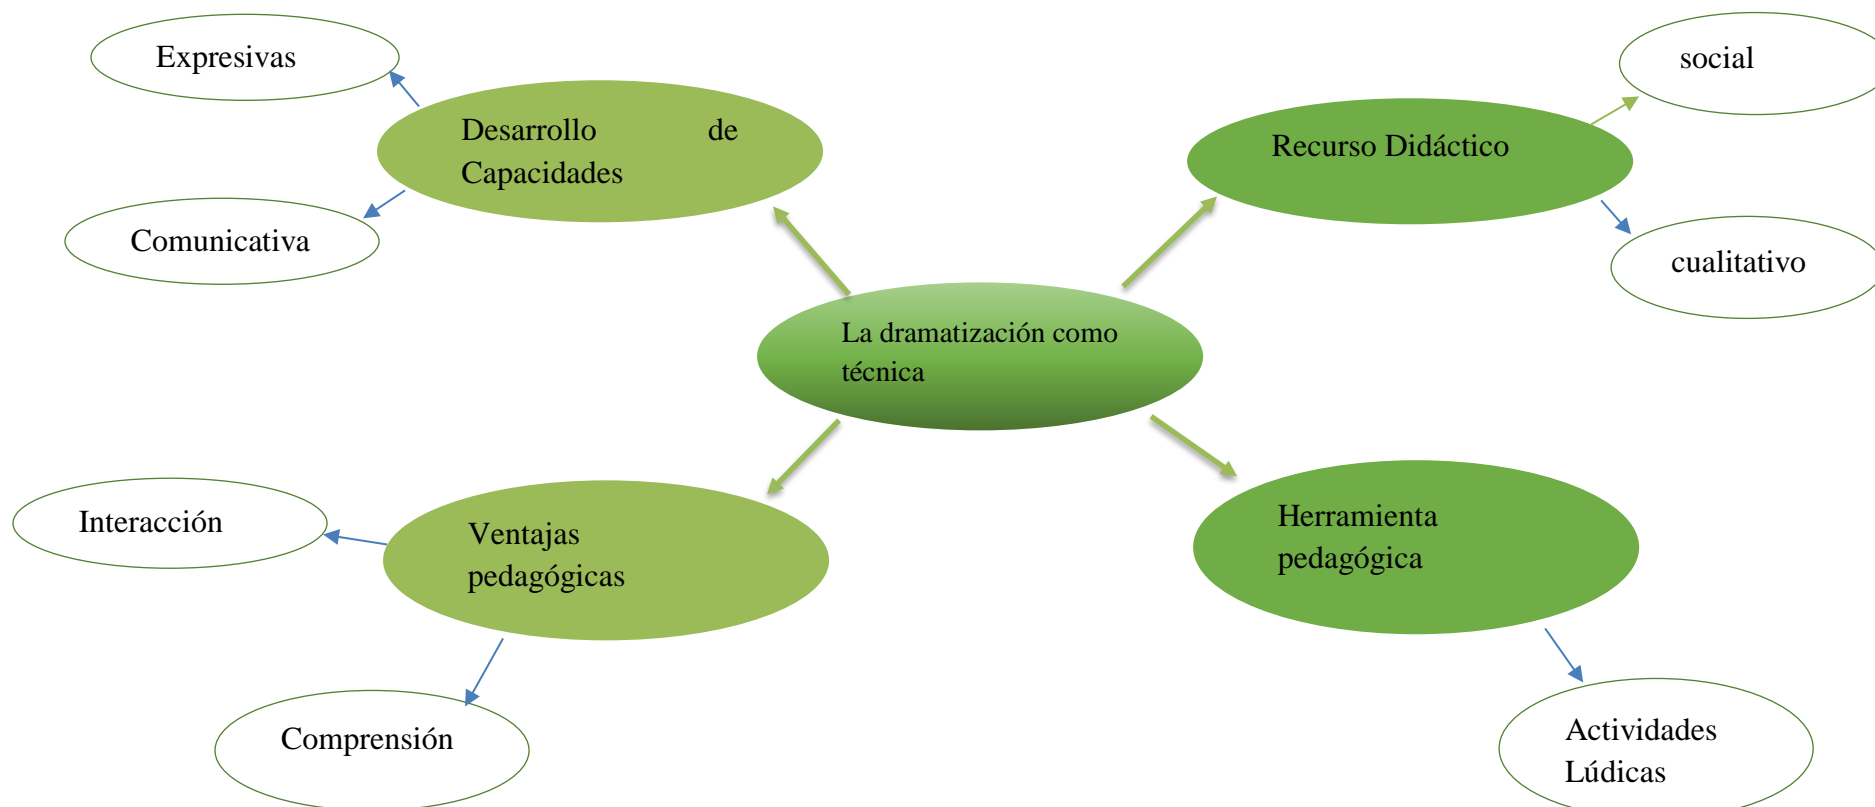 Expresivas
Desarrollo de
Capacidades
Comunicativa
social
Recurso Didáctico
cualitativo
La dramatización como
técnica
Interacción
Ventajas
pedagógicas
Comprensión
Herramienta
pedagógica
Actividades
Lúdicas